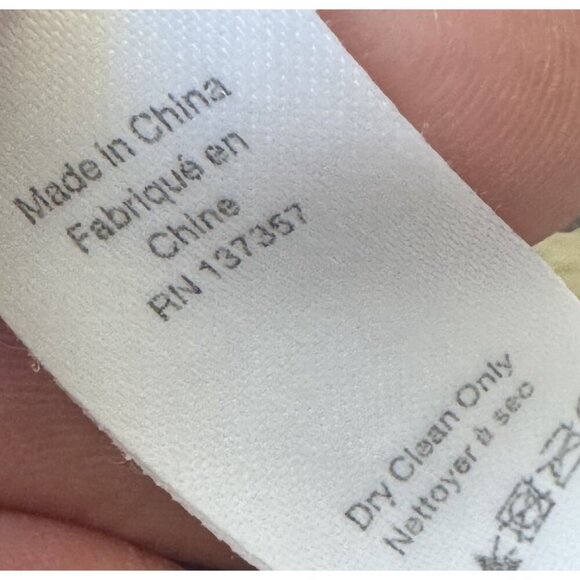 Made in China
Fabriqué en
Chine
RN 137357
Dry Clean Only
Nettoyer à sec